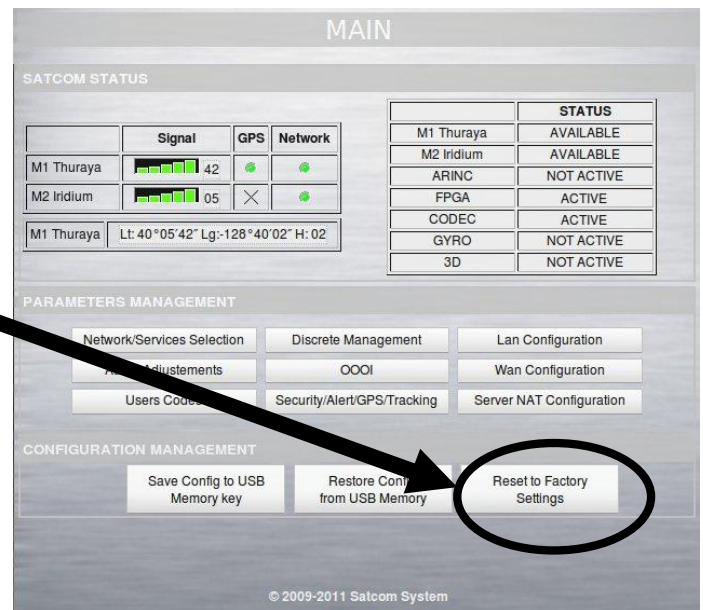 MAIN
SATCOM STATUS
Signal GPS Network
M1 Thuraya 42
M2 Iridium 05
M1 Thuraya Lt: 40°05'42" Lg:-128°40'02" H: 02
STATUS
M1 Thuraya AVAILABLE
M2 Iridium AVAILABLE
ARINC NOT ACTIVE
FPGA ACTIVE
CODEC ACTIVE
GYRO NOT ACTIVE
3D NOT ACTIVE
PARAMETERS MANAGEMENT
Network/Services Selection Discrete Management Lan Configuration
Adjustements OOOI Wan Configuration
Users Security/Alert/GPS/Tracking Server NAT Configuration
CONFIGURATION MANAGEMENT
Save Config to USB
Memory key
Restore
from USB Memory
Reset to Factory
Settings
© 2009-2011 Satcom System